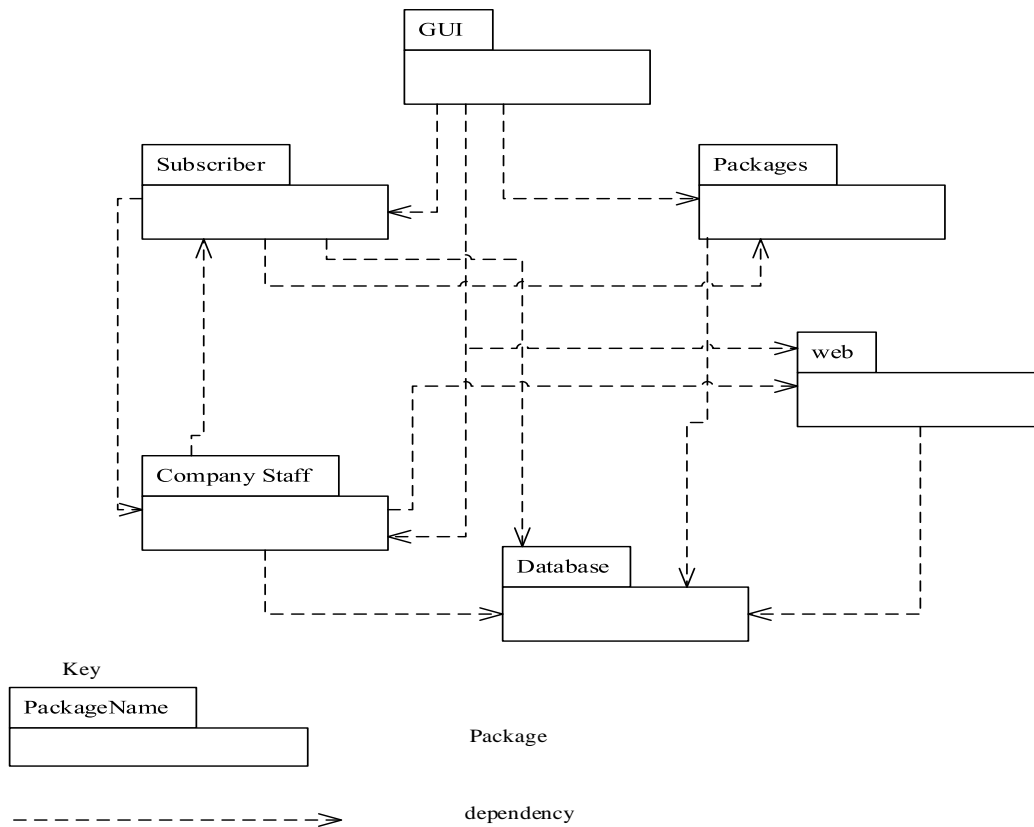 GUI
Subscriber
Packages
web
Company Staff
Database
Key
PackageName
Package
dependency